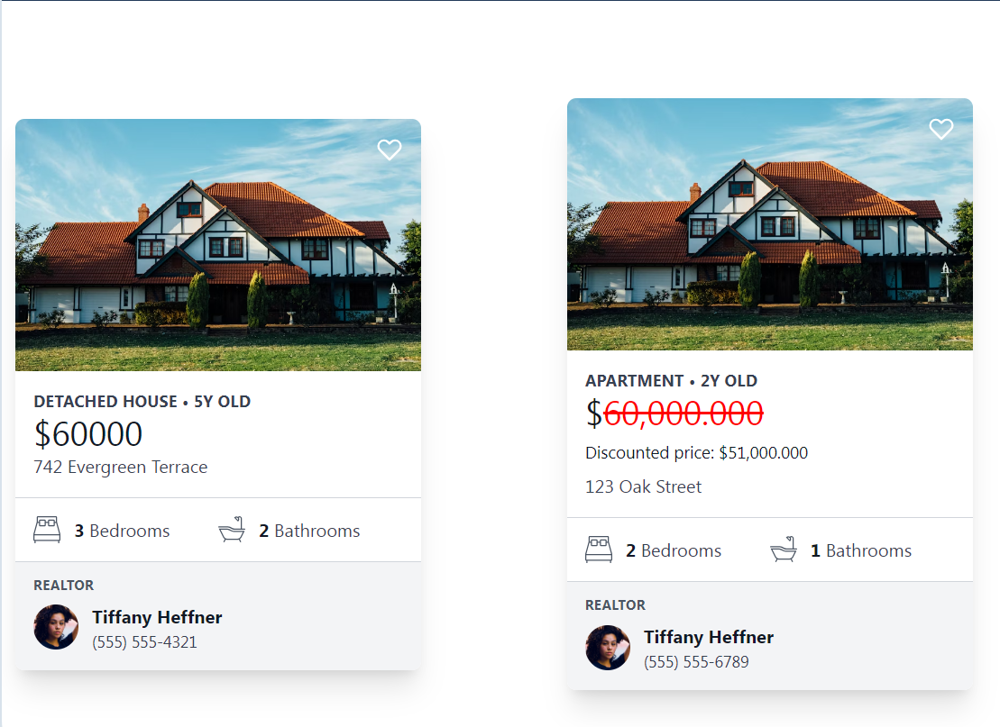 DETACHED HOUSE • 5Y OLD
$60000
742 Evergreen Terrace
3 Bedrooms
2 Bathrooms
REALTOR
Tiffany Heffner
(555) 555-4321
APARTMENT • 2Y OLD
$60,000.000
Discounted price: $51,000.000
123 Oak Street
2 Bedrooms
1 Bathrooms
REALTOR
Tiffany Heffner
(555) 555-6789